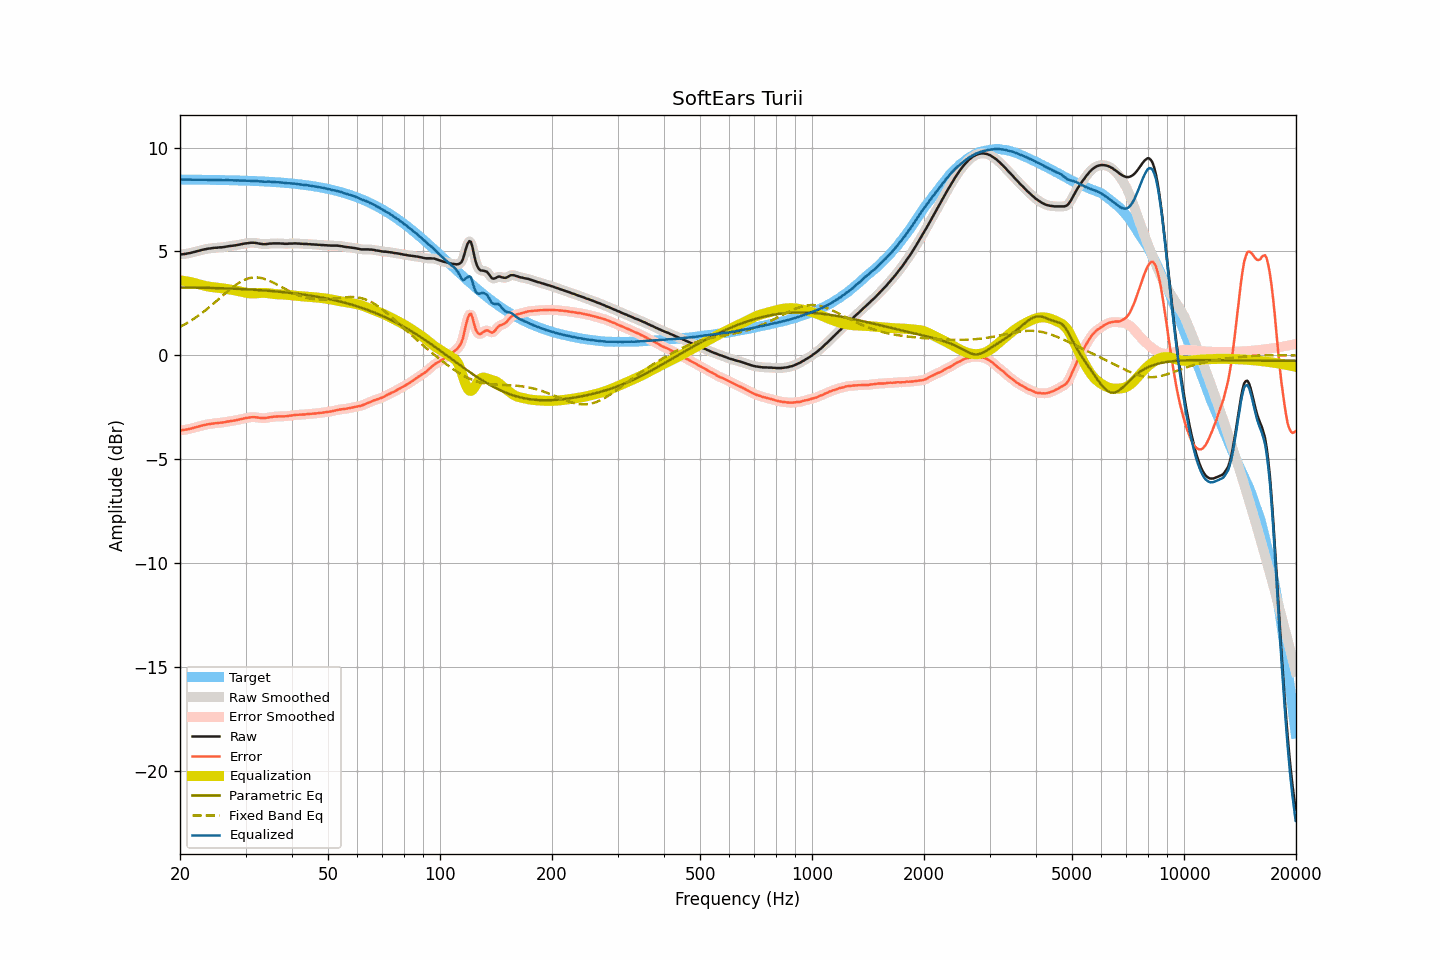 SoftEars Turii
10
5
0
−5
−10
−15
−20
Amplitude (dBr)
Target
Raw Smoothed
Error Smoothed
Raw
Error
Equalization
Parametric Eq
Fixed Band Eq
Equalized
20 50 100 200 500 1000 2000 5000 10000 20000
Frequency (Hz)